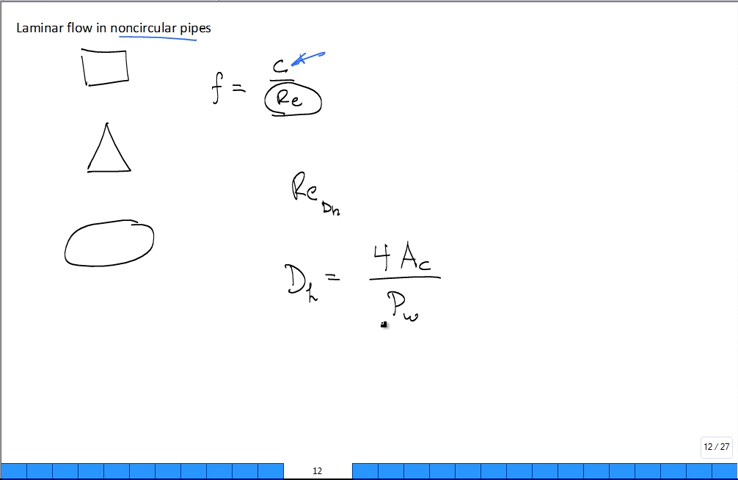 Laminar flow in noncircular pipes
f = C / Re
Re_Dh
D_h = 4 A_c / P_w
12 / 27
12